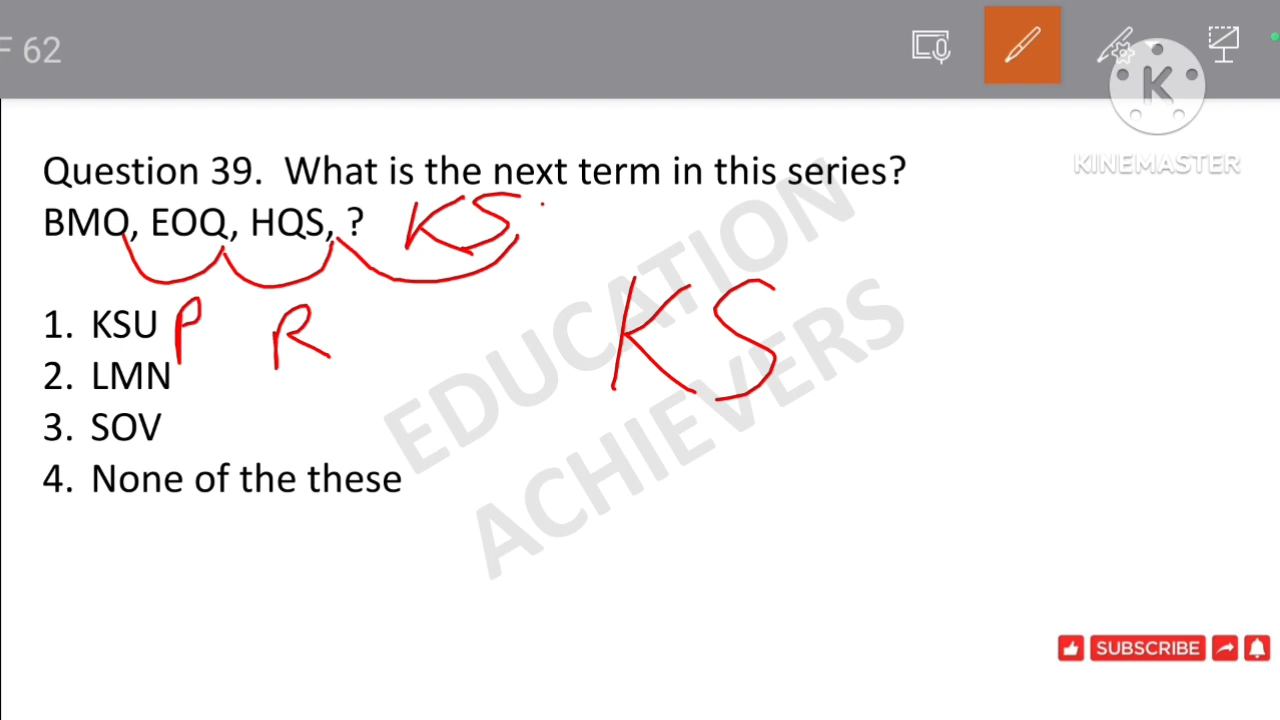 F 62
K
KINEMASTER
Question 39. What is the next term in this series?
BMO, EOQ, HQS, ? KS
1. KSU P R KS
2. LMN
3. SOV
4. None of the these
EDUCATION
ACHIEVERS
SUBSCRIBE